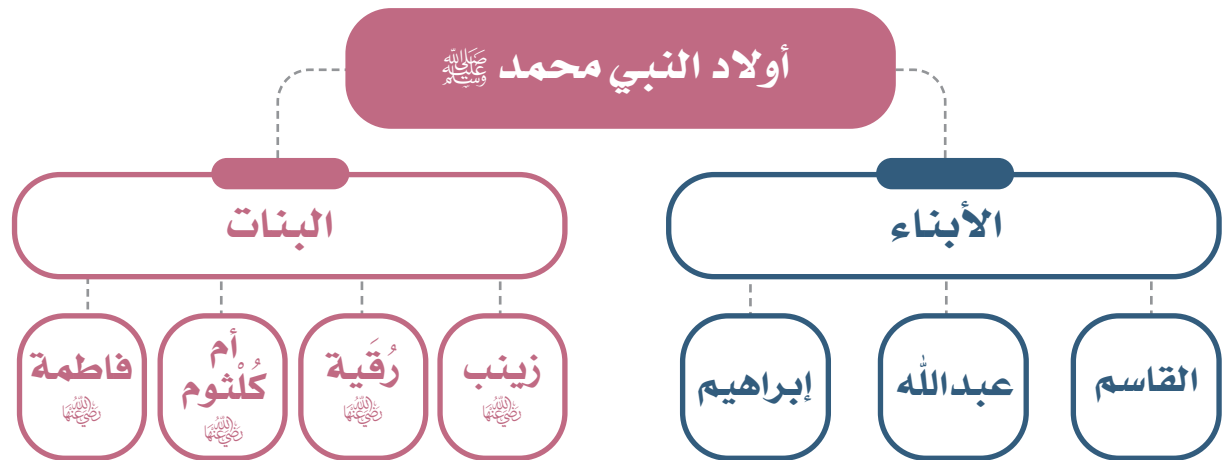 أولاد النبي محمد ﷺ
الأبناء
القاسم
عبدالله
إبراهيم
البنات
زينب
رضي الله عنها
رُقَية
رضي الله عنها
أم
كُلْثوم
رضي الله عنها
فاطمة
رضي الله عنها